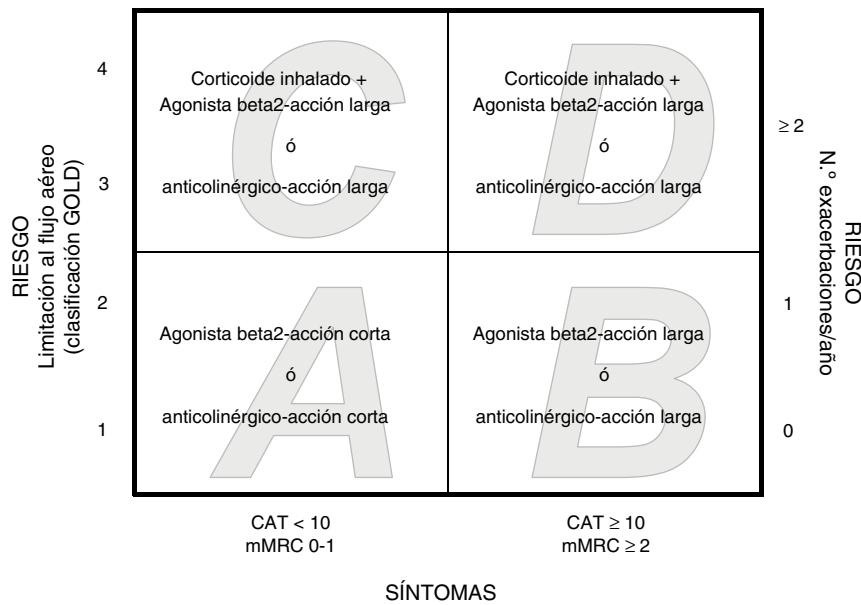 RIESGO
Limitación al flujo aéreo
(clasificación GOLD)
4
3
2
1
C
Corticoide inhalado +
Agonista beta2-acción larga
ó
anticolinérgico-acción larga
D
Corticoide inhalado +
Agonista beta2-acción larga
ó
anticolinérgico-acción larga
A
Agonista beta2-acción corta
ó
anticolinérgico-acción corta
B
Agonista beta2-acción larga
ó
anticolinérgico-acción larga
≥ 2
1
0
RIESGO
N.º exacerbaciones/año
CAT < 10
mMRC 0-1
CAT ≥ 10
mMRC ≥ 2
SÍNTOMAS